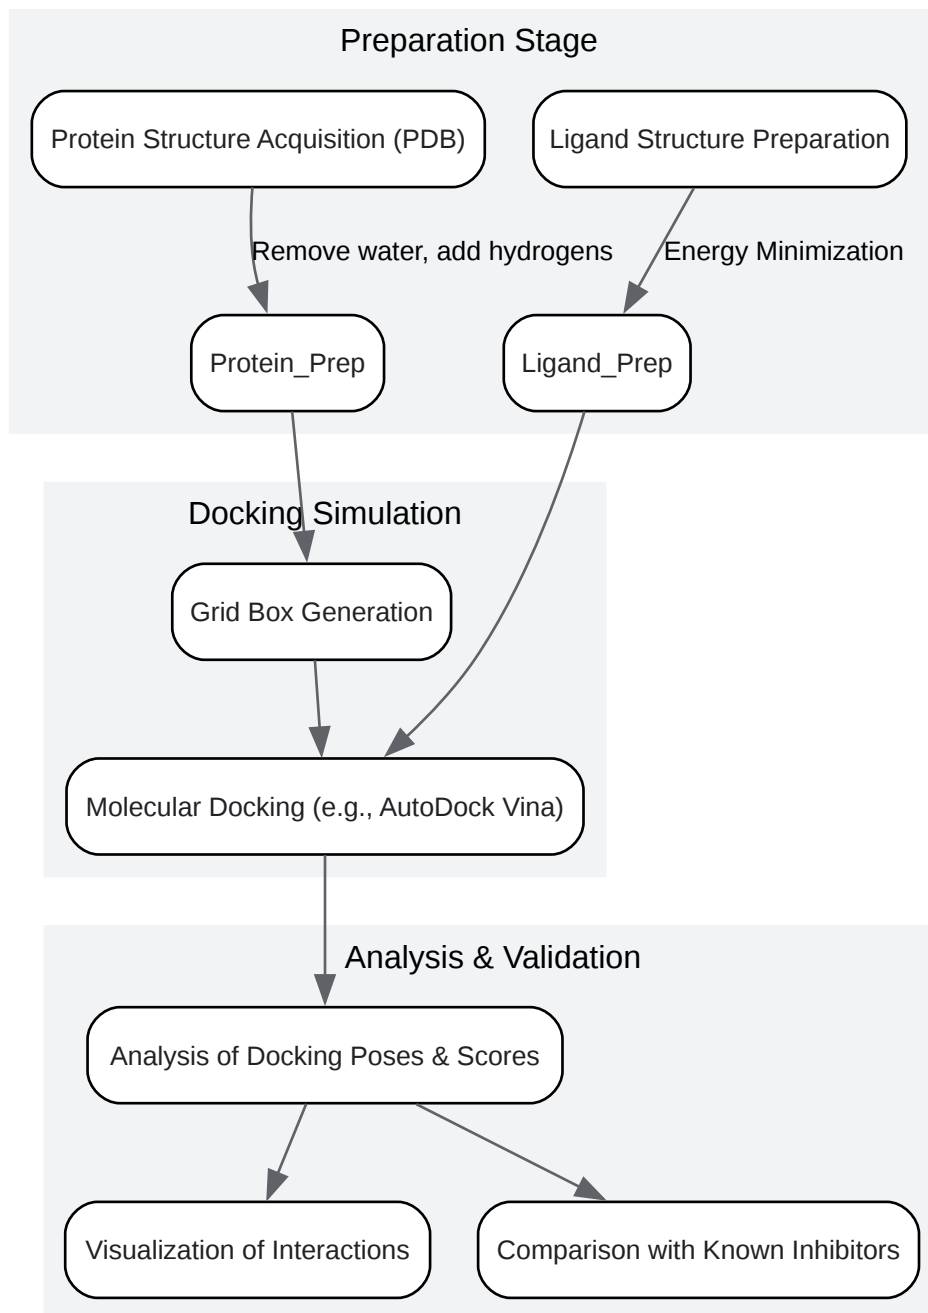 Preparation Stage
Protein Structure Acquisition (PDB)
Ligand Structure Preparation
Remove water, add hydrogens
Energy Minimization
Protein_Prep
Ligand_Prep
Docking Simulation
Grid Box Generation
Molecular Docking (e.g., AutoDock Vina)
Analysis & Validation
Analysis of Docking Poses & Scores
Visualization of Interactions
Comparison with Known Inhibitors